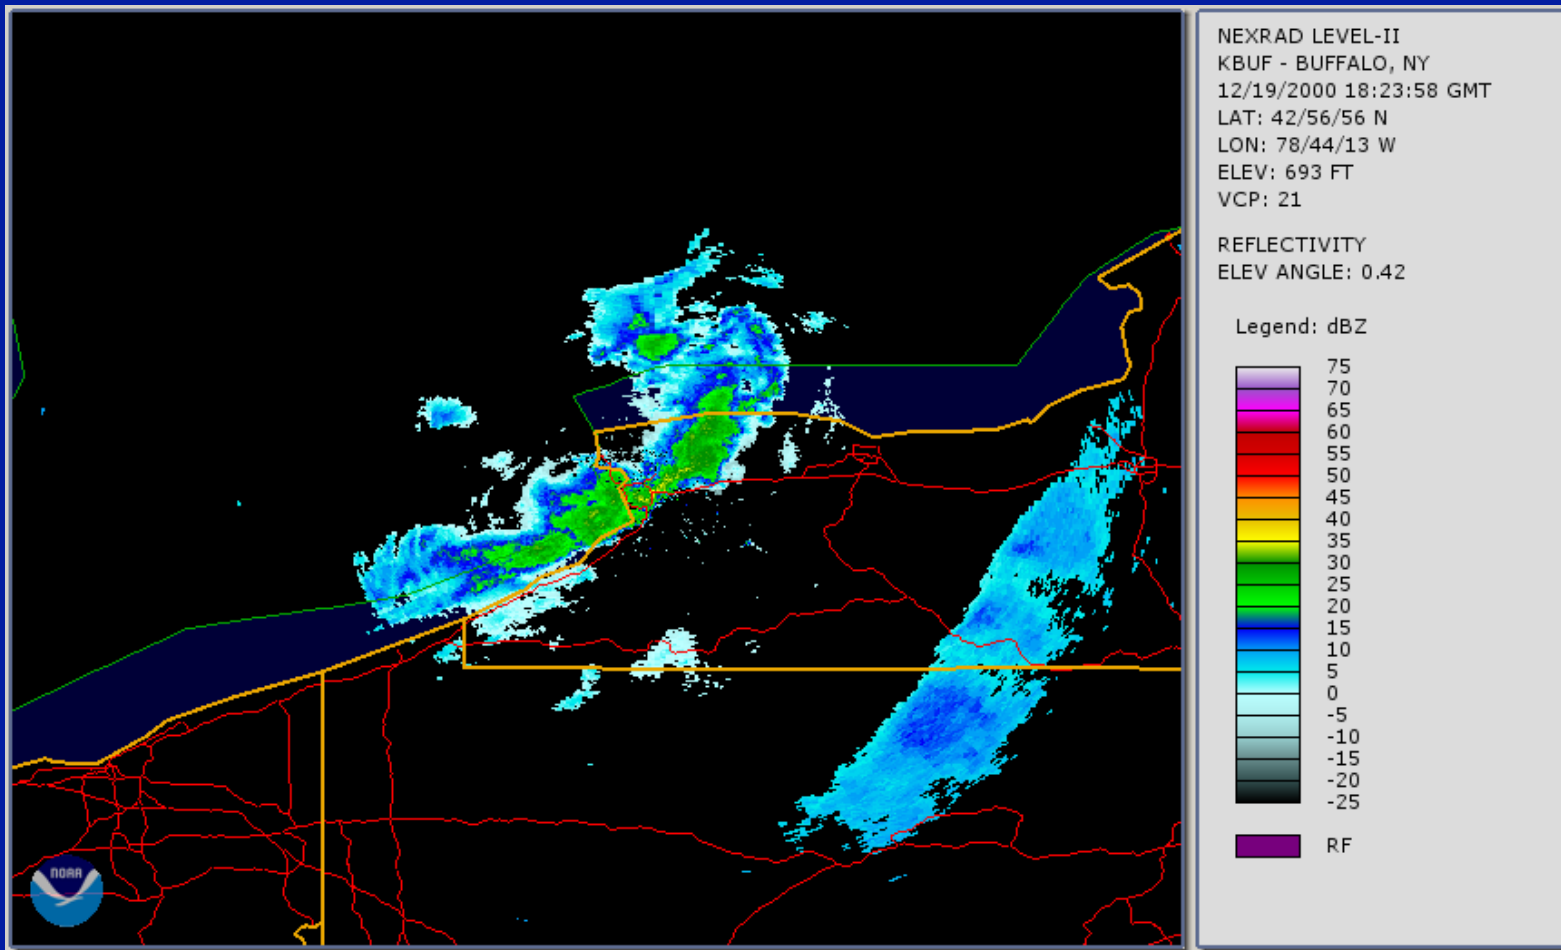 NEXRAD LEVEL-II
KBUF - BUFFALO, NY
12/19/2000 18:23:58 GMT
LAT: 42/56/56 N
LON: 78/44/13 W
ELEV: 693 FT
VCP: 21
REFLECTIVITY
ELEV ANGLE: 0.42
Legend: dBZ
75
70
65
60
55
50
45
40
35
30
25
20
15
10
5
0
-5
-10
-15
-20
-25
RF
NOAA